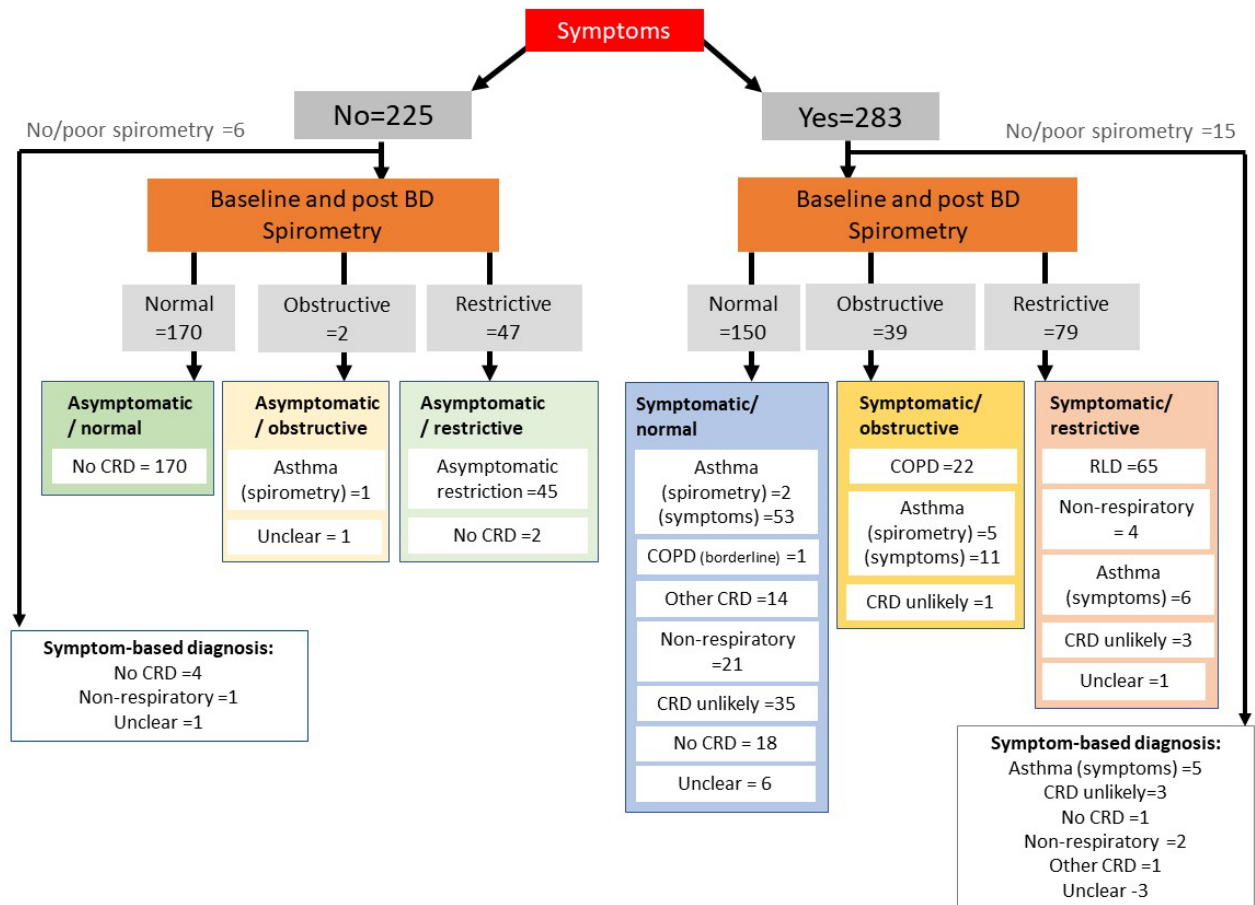 Symptoms
No=225
Yes=283
No/poor spirometry =6
No/poor spirometry =15
Baseline and post BD
Spirometry
Baseline and post BD
Spirometry
Normal
=170
Obstructive
=2
Restrictive
=47
Normal
=150
Obstructive
=39
Restrictive
=79
Asymptomatic
/ normal
No CRD = 170
Asymptomatic
/ obstructive
Asthma
(spirometry) =1
Unclear = 1
Asymptomatic
/ restrictive
Asymptomatic
restriction =45
No CRD =2
Symptomatic/
normal
Asthma
(spirometry) =2
(symptoms) =53
COPD (borderline) =1
Other CRD =14
Non-respiratory
=21
CRD unlikely =35
No CRD = 18
Unclear = 6
Symptomatic/
obstructive
COPD =22
Asthma
(spirometry) =5
(symptoms) =11
CRD unlikely =1
Symptomatic/
restrictive
RLD =65
Non-respiratory
= 4
Asthma
(symptoms) =6
CRD unlikely =3
Unclear =1
Symptom-based diagnosis:
No CRD =4
Non-respiratory =1
Unclear =1
Symptom-based diagnosis:
Asthma (symptoms) =5
CRD unlikely=3
No CRD =1
Non-respiratory =2
Other CRD =1
Unclear -3